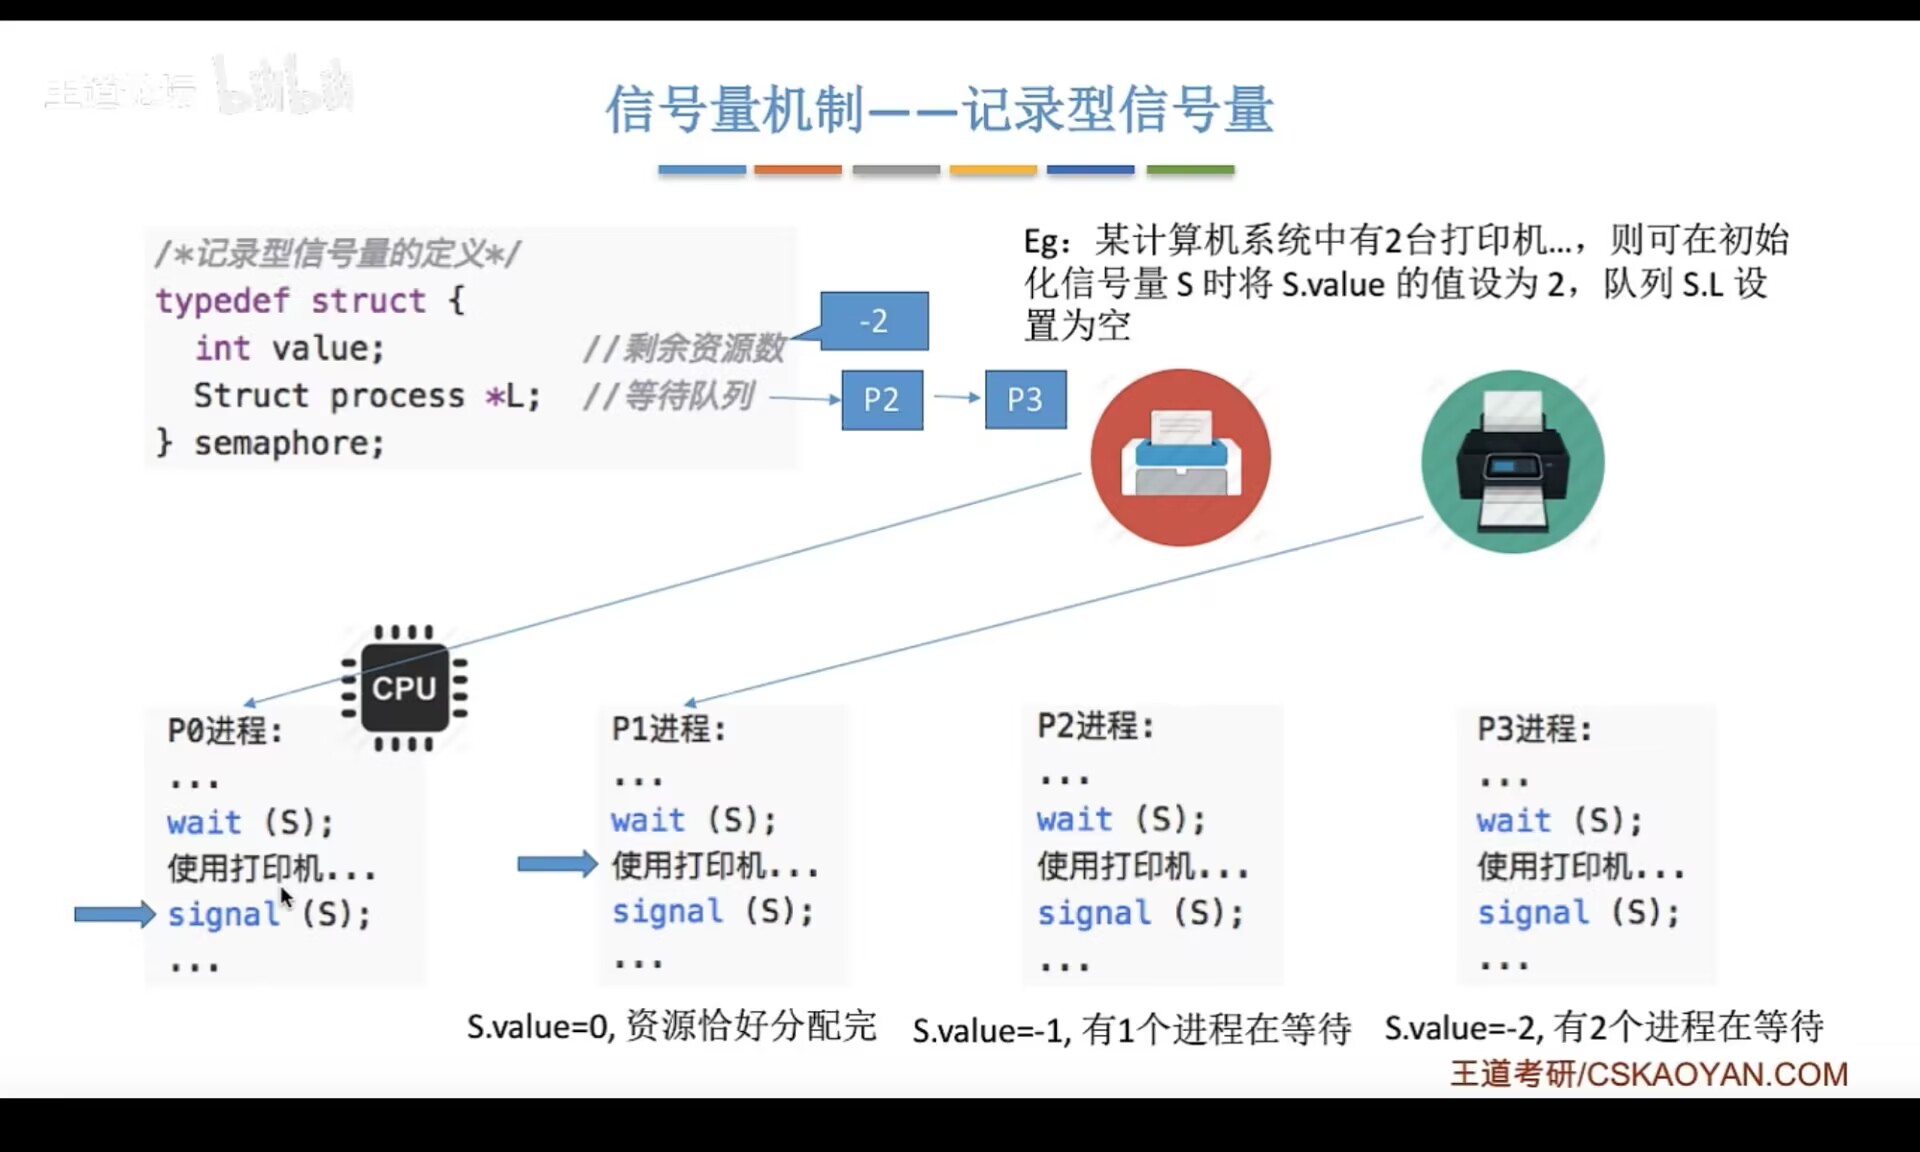 王道论坛 bilibili
信号量机制——记录型信号量
/*记录型信号量的定义*/
typedef struct {
int value; //剩余资源数
Struct process *L; //等待队列
} semaphore;
-2
P2
P3
Eg：某计算机系统中有2台打印机...，则可在初始
化信号量 S 时将 S.value 的值设为 2，队列 S.L 设
置为空
CPU
P0进程:
...
wait (S);
使用打印机...
signal (S);
...
P1进程:
...
wait (S);
使用打印机...
signal (S);
...
P2进程:
...
wait (S);
使用打印机...
signal (S);
...
P3进程:
...
wait (S);
使用打印机...
signal (S);
...
S.value=0, 资源恰好分配完
S.value=-1, 有1个进程在等待
S.value=-2, 有2个进程在等待
王道考研/CSKAOYAN.COM